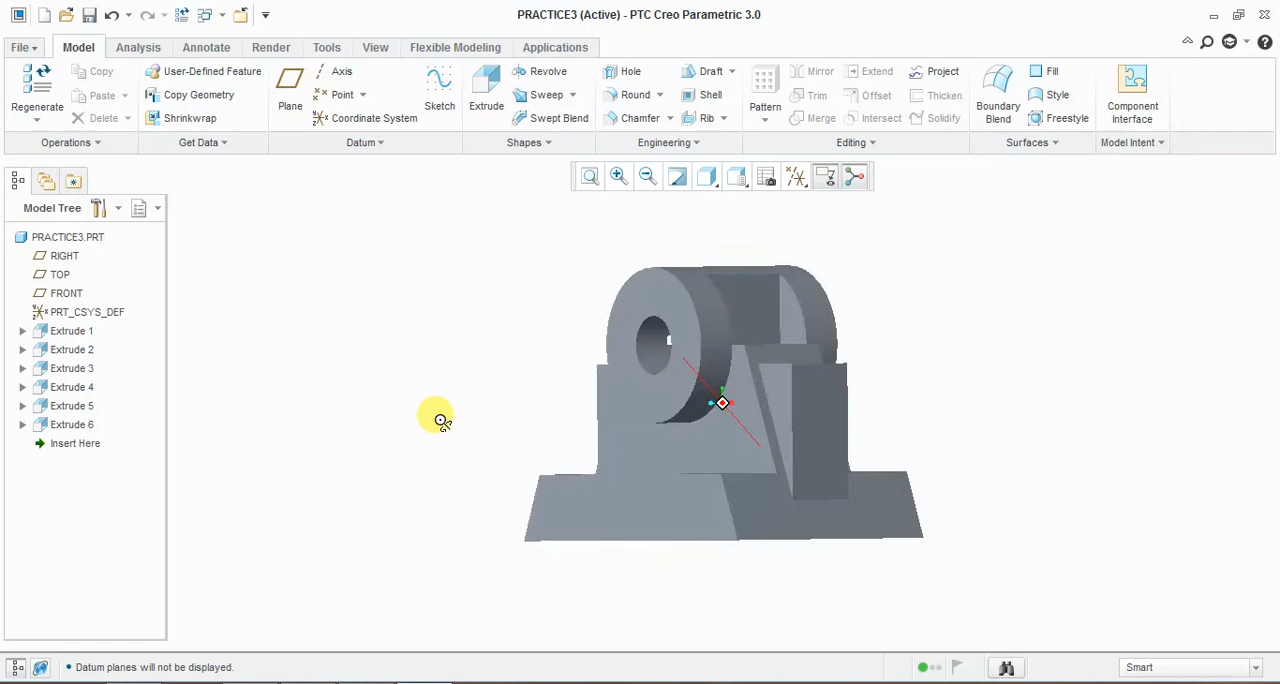 PRACTICE3 (Active) - PTC Creo Parametric 3.0
File Model Analysis Annotate Render Tools View Flexible Modeling Applications
Regenerate
Copy
Paste
Delete
Operations
User-Defined Feature
Copy Geometry
Shrinkwrap
Get Data
Plane
Axis
Point
Coordinate System
Sketch
Datum
Extrude
Revolve
Sweep
Swept Blend
Shapes
Hole
Round
Chamfer
Draft
Shell
Rib
Engineering
Pattern
Mirror
Trim
Merge
Extend
Offset
Intersect
Project
Thicken
Solidify
Editing
Boundary
Blend
Fill
Style
Freestyle
Surfaces
Component
Interface
Model Intent
Model Tree
PRACTICE3.PRT
RIGHT
TOP
FRONT
PRT_CSYS_DEF
Extrude 1
Extrude 2
Extrude 3
Extrude 4
Extrude 5
Extrude 6
Insert Here
Datum planes will not be displayed.
Smart